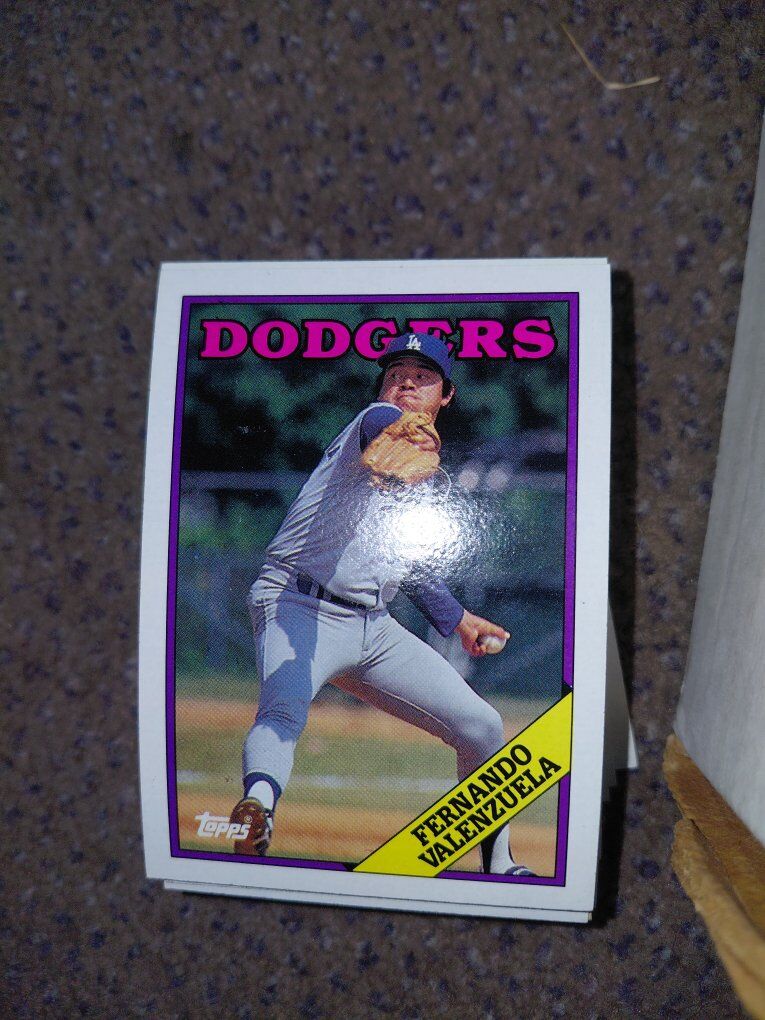 DODGERS
LA
FERNANDO
VALENZUELA
Topps®